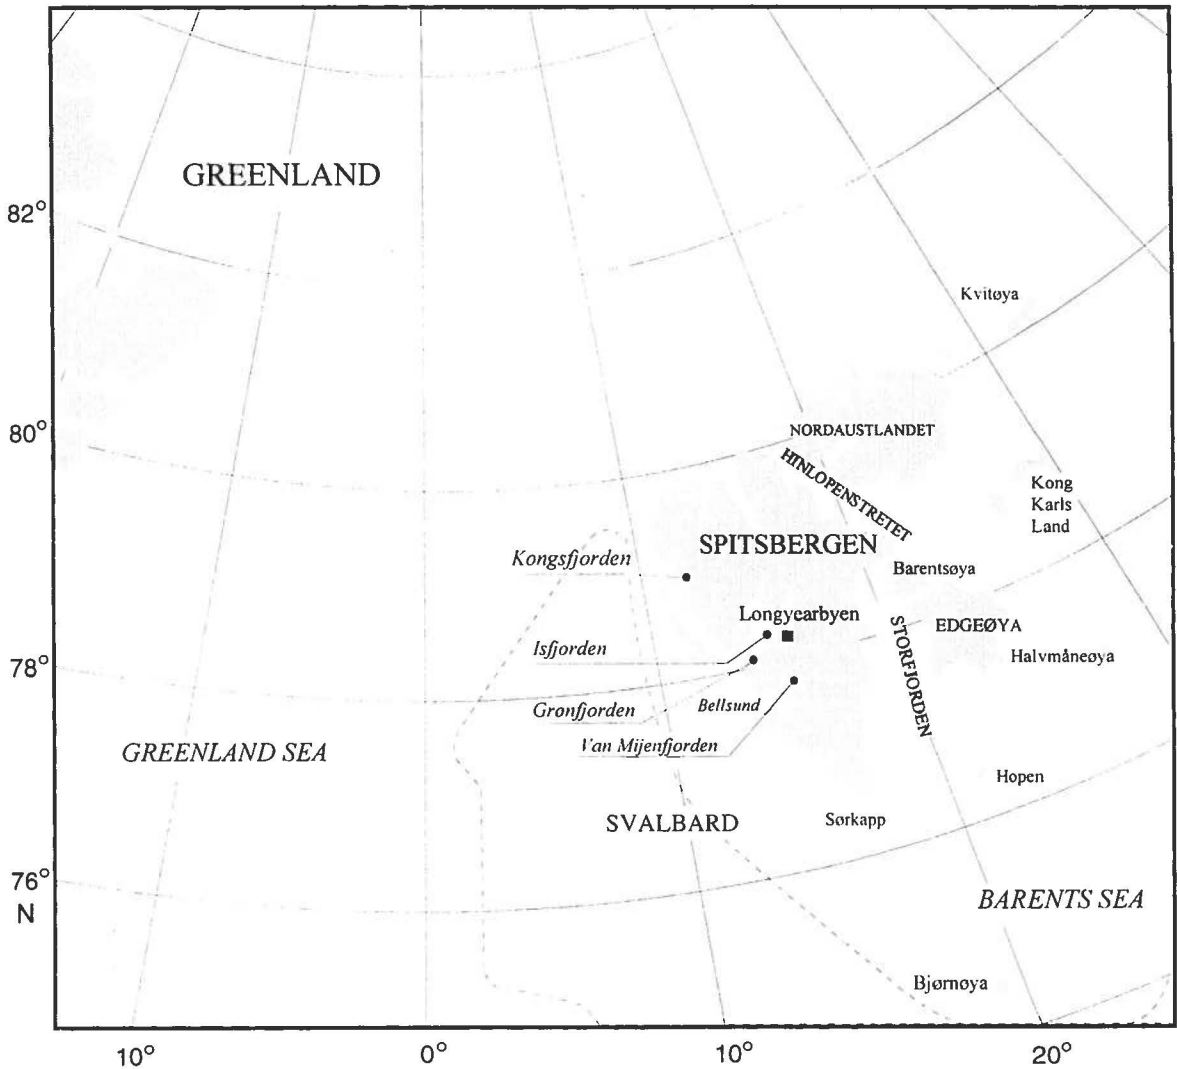 GREENLAND
82°
Kvitøya
80°
NORDAUSTLANDET
HINLOPENSTRETET
Kong
Karls
Land
SPITSBERGEN
Kongsfjorden
Barentsøya
Longyearbyen
STORFJORDEN
EDGEØYA
Isfjorden
Halvmåneøya
78°
Grønfjorden
Bellsund
Van Mijenfjorden
GREENLAND SEA
Hopen
SVALBARD
Sørkapp
76°
N
BARENTS SEA
Bjørnøya
10°
0°
10°
20°